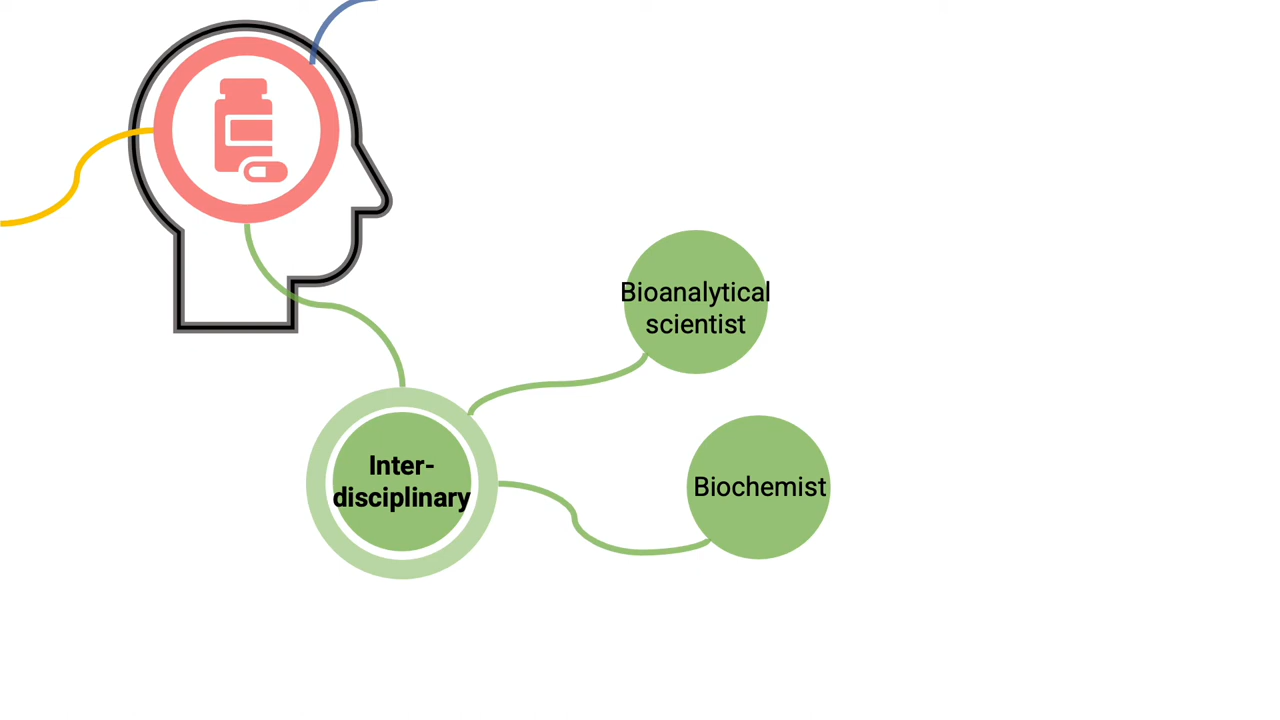 Bioanalytical
scientist
Inter-
disciplinary
Biochemist